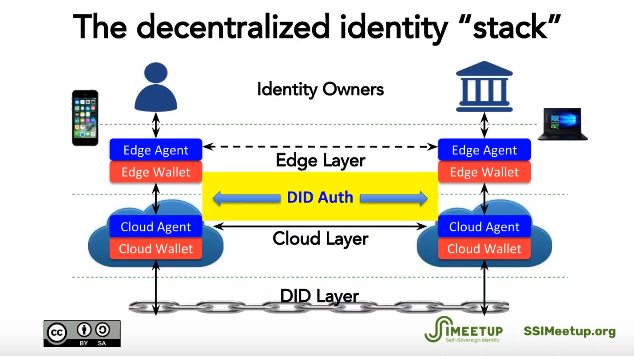 The decentralized identity “stack”
Identity Owners
Edge Agent
Edge Wallet
Edge Layer
Edge Agent
Edge Wallet
DID Auth
Cloud Agent
Cloud Wallet
Cloud Layer
Cloud Agent
Cloud Wallet
DID Layer
cc
BY SA
SSIMEETUP
Self-Sovereign Identity
SSIMeetup.org